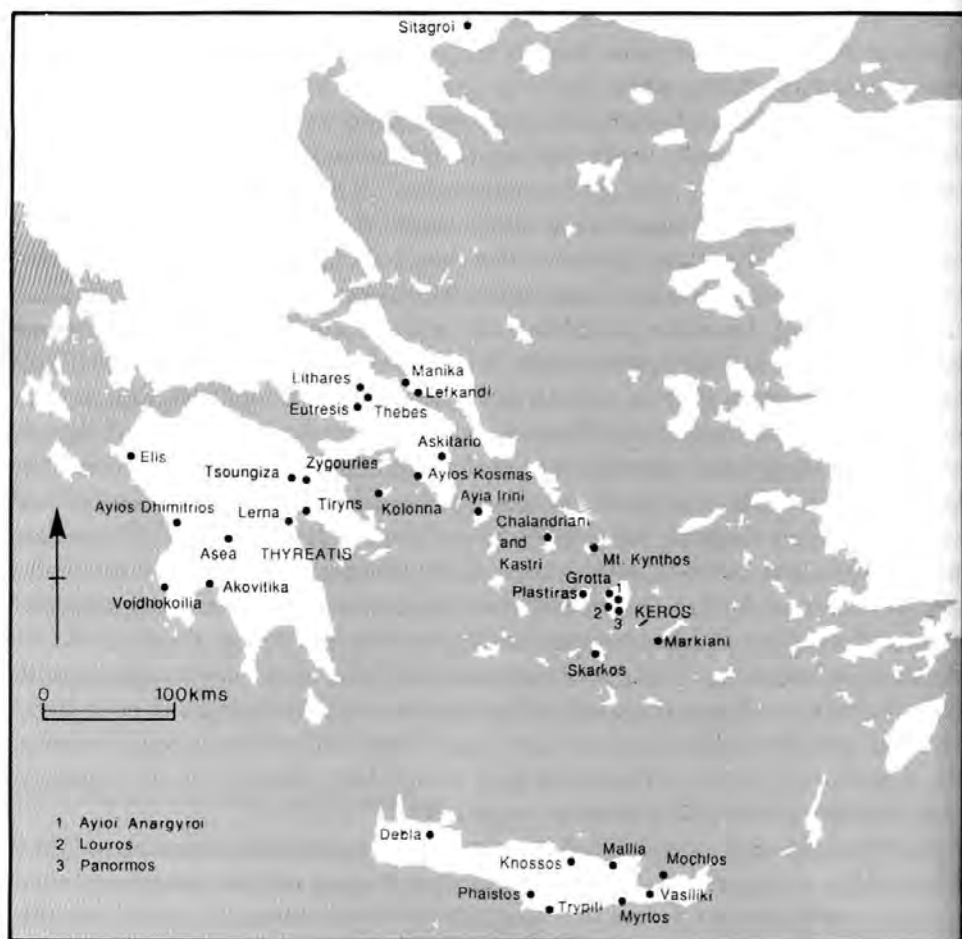 Sitagroi
Manika
Lithares
Lefkandi
Thebes
Eutresis
Askitario
Elis
Zygouries
Tsoungiza
Ayios Kosmas
Kolonna
Ayia Irini
Tiryns
Lerna
Ayios Dhimitrios
Chalandriani
and
Kastri
Asea
THYREATIS
Mt. Kynthos
Grotta
Akovitika
Voidhokoilia
Plastiras
1
2
KEROS
3
Markiani
Skarkos
0 100kms
1 Ayioi Anargyroi
2 Louros
3 Panormos
Debla
Knossos
Mallia
Mochlos
Phaistos
Vasiliki
Trypiti
Myrtos